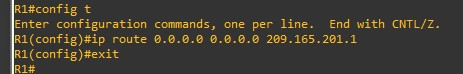 R1#config t
Enter configuration commands, one per line.  End with CNTL/Z.
R1(config)#ip route 0.0.0.0 0.0.0.0 209.165.201.1
R1(config)#exit
R1#